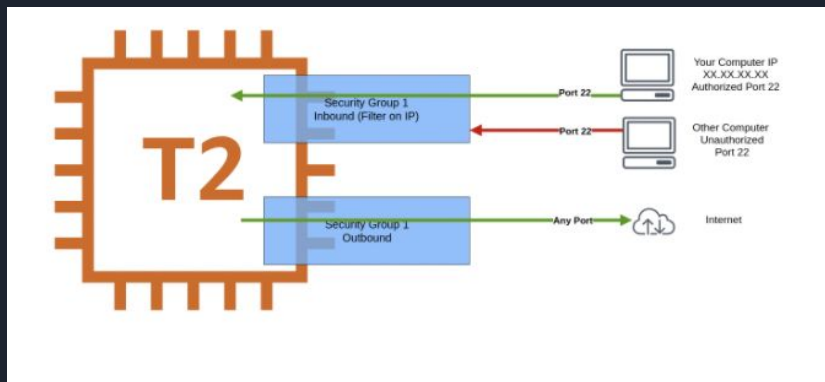 T2
Security Group 1
Inbound (Filter on IP)
Port 22
Your Computer IP
XX.XX.XX.XX
Authorized Port 22
Port 22
Other Computer
Unauthorized
Port 22
Security Group 1
Outbound
Any Port
Internet